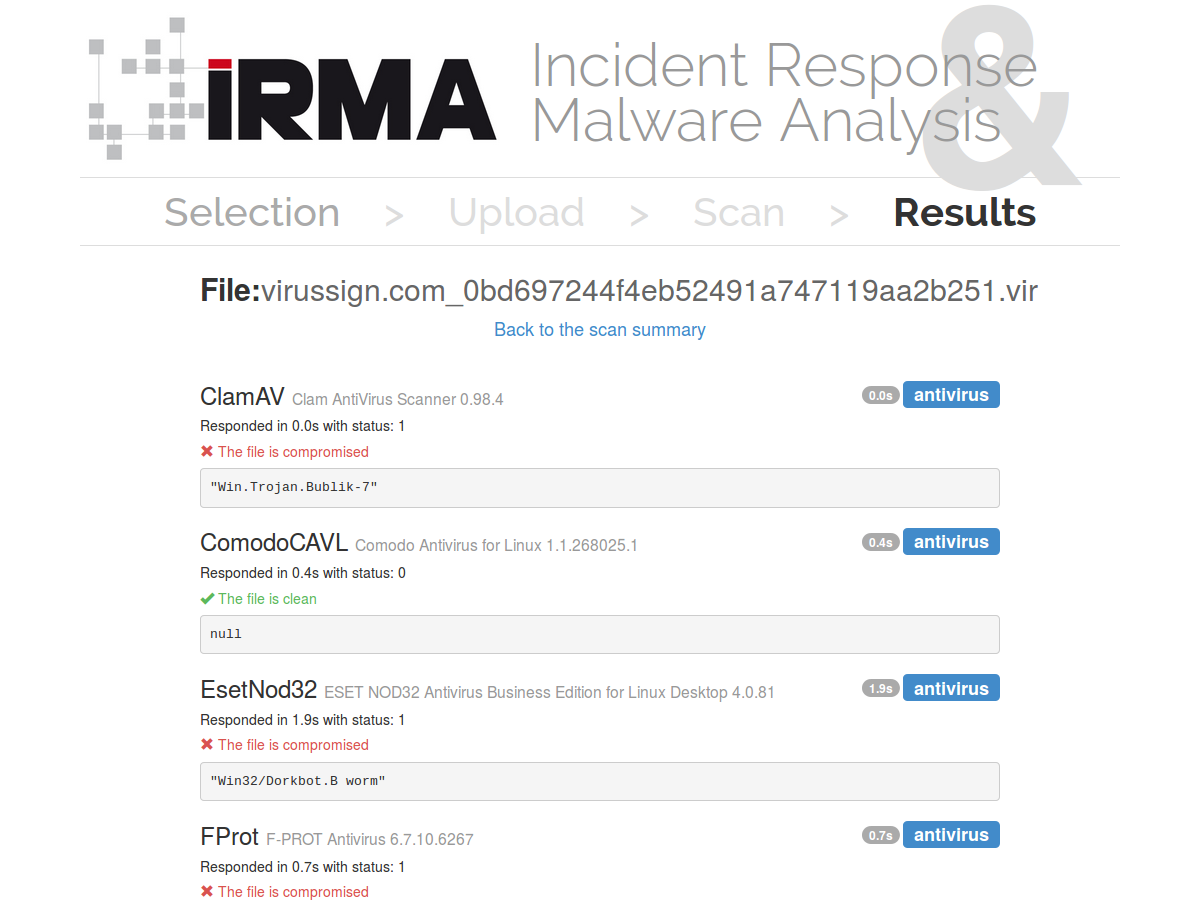 iRMA
Incident Response
&
Malware Analysis
Selection > Upload > Scan > Results
File:virussign.com_0bd697244f4eb52491a747119aa2b251.vir
Back to the scan summary
ClamAV Clam AntiVirus Scanner 0.98.4 0.0s antivirus
Responded in 0.0s with status: 1
✖ The file is compromised
"Win.Trojan.Bublik-7"
ComodoCAVL Comodo Antivirus for Linux 1.1.268025.1 0.4s antivirus
Responded in 0.4s with status: 0
✔ The file is clean
null
EsetNod32 ESET NOD32 Antivirus Business Edition for Linux Desktop 4.0.81 1.9s antivirus
Responded in 1.9s with status: 1
✖ The file is compromised
"Win32/Dorkbot.B worm"
FProt F-PROT Antivirus 6.7.10.6267 0.7s antivirus
Responded in 0.7s with status: 1
✖ The file is compromised